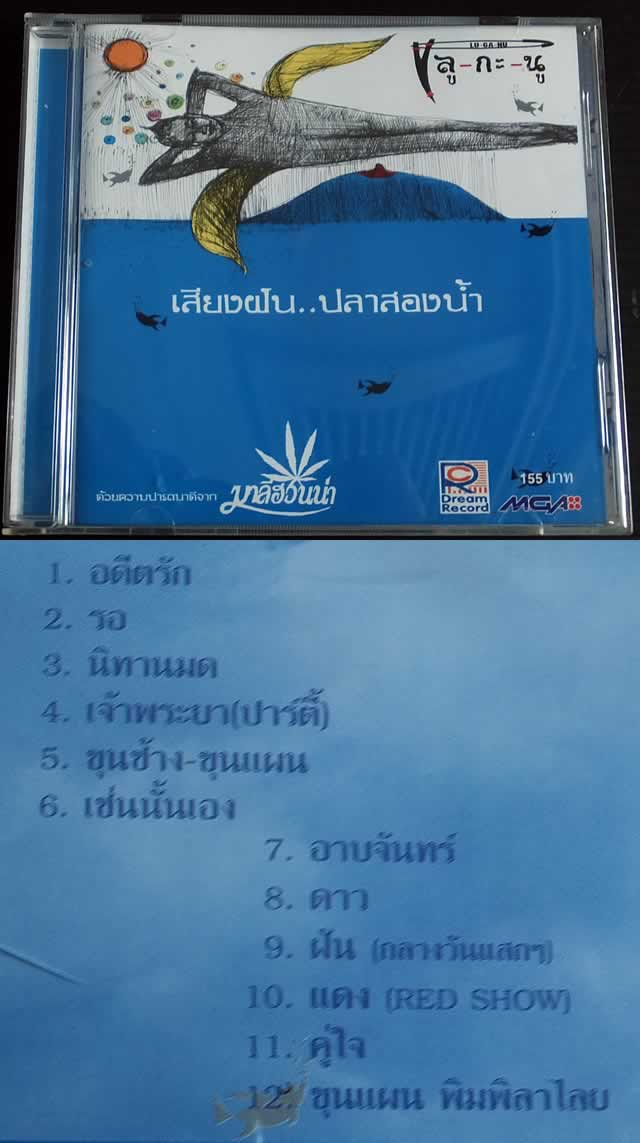 LU-GA-NU
ลู-กะ-นู
เสียงฝน..ปลาสองน้ำ
ด้วยความปรารถนาดีจาก
มาลีฮวนน่า
Dream
Record
155 บาท
MGA
1. อดีตรัก
2. รอ
3. นิทานมด
4. เจ้าพระยา(ปาร์ตี้)
5. ขุนช้าง-ขุนแผน
6. เช่นนั้นเอง
7. อาบจันทร์
8. ดาว
9. ฝัน (กลางวันแสกๆ)
10. แดง (RED SHOW)
11. คู่ใจ
12. ขุนแผน พิมพิลาไลย